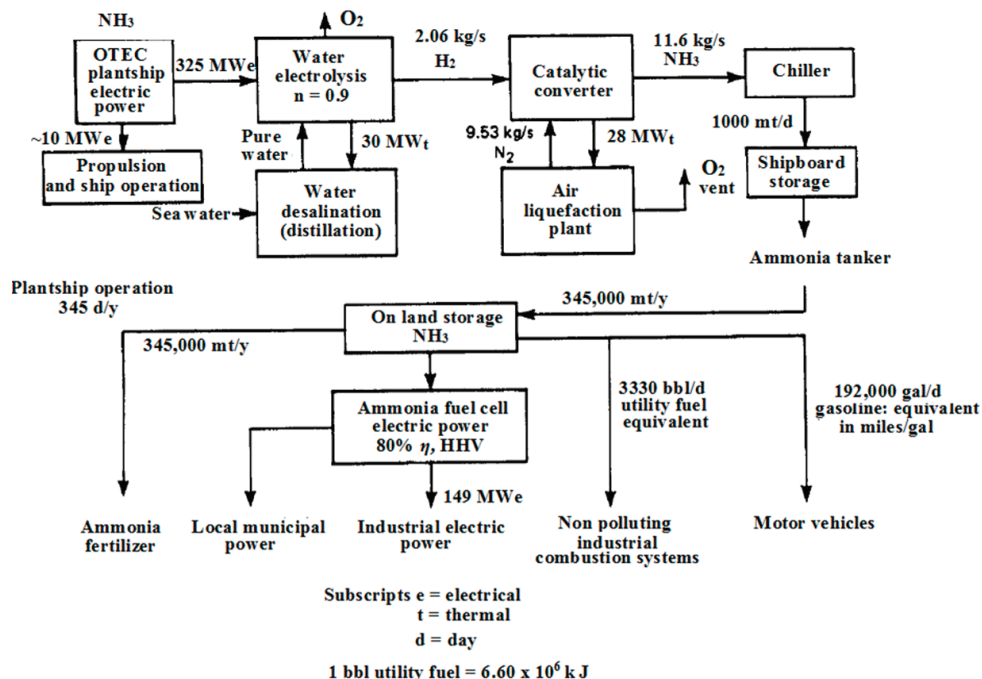 NH3
OTEC
plantship
electric
power
325 MWe
~10 MWe
Propulsion
and ship operation
O2
Water
electrolysis
n = 0.9
Pure
water
30 MWt
Sea water
Water
desalination
(distillation)
2.06 kg/s
H2
Catalytic
converter
9.53 kg/s
N2
28 MWt
Air
liquefaction
plant
O2
vent
11.6 kg/s
NH3
Chiller
1000 mt/d
Shipboard
storage
Ammonia tanker
Plantship operation
345 d/y
345,000 mt/y
On land storage
NH3
345,000 mt/y
Ammonia fuel cell
electric power
80% η, HHV
149 MWe
3330 bbl/d
utility fuel
equivalent
192,000 gal/d
gasoline: equivalent
in miles/gal
Ammonia
fertilizer
Local municipal
power
Industrial electric
power
Non polluting
industrial
combustion systems
Motor vehicles
Subscripts e = electrical
t = thermal
d = day
1 bbl utility fuel = 6.60 x 10⁶ k J